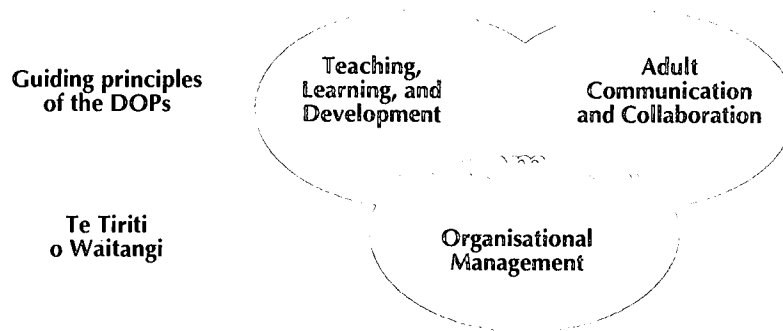 Guiding principles
of the DOPs
Teaching,
Learning, and
Development
Adult
Communication
and Collaboration
Te Tiriti
o Waitangi
Organisational
Management